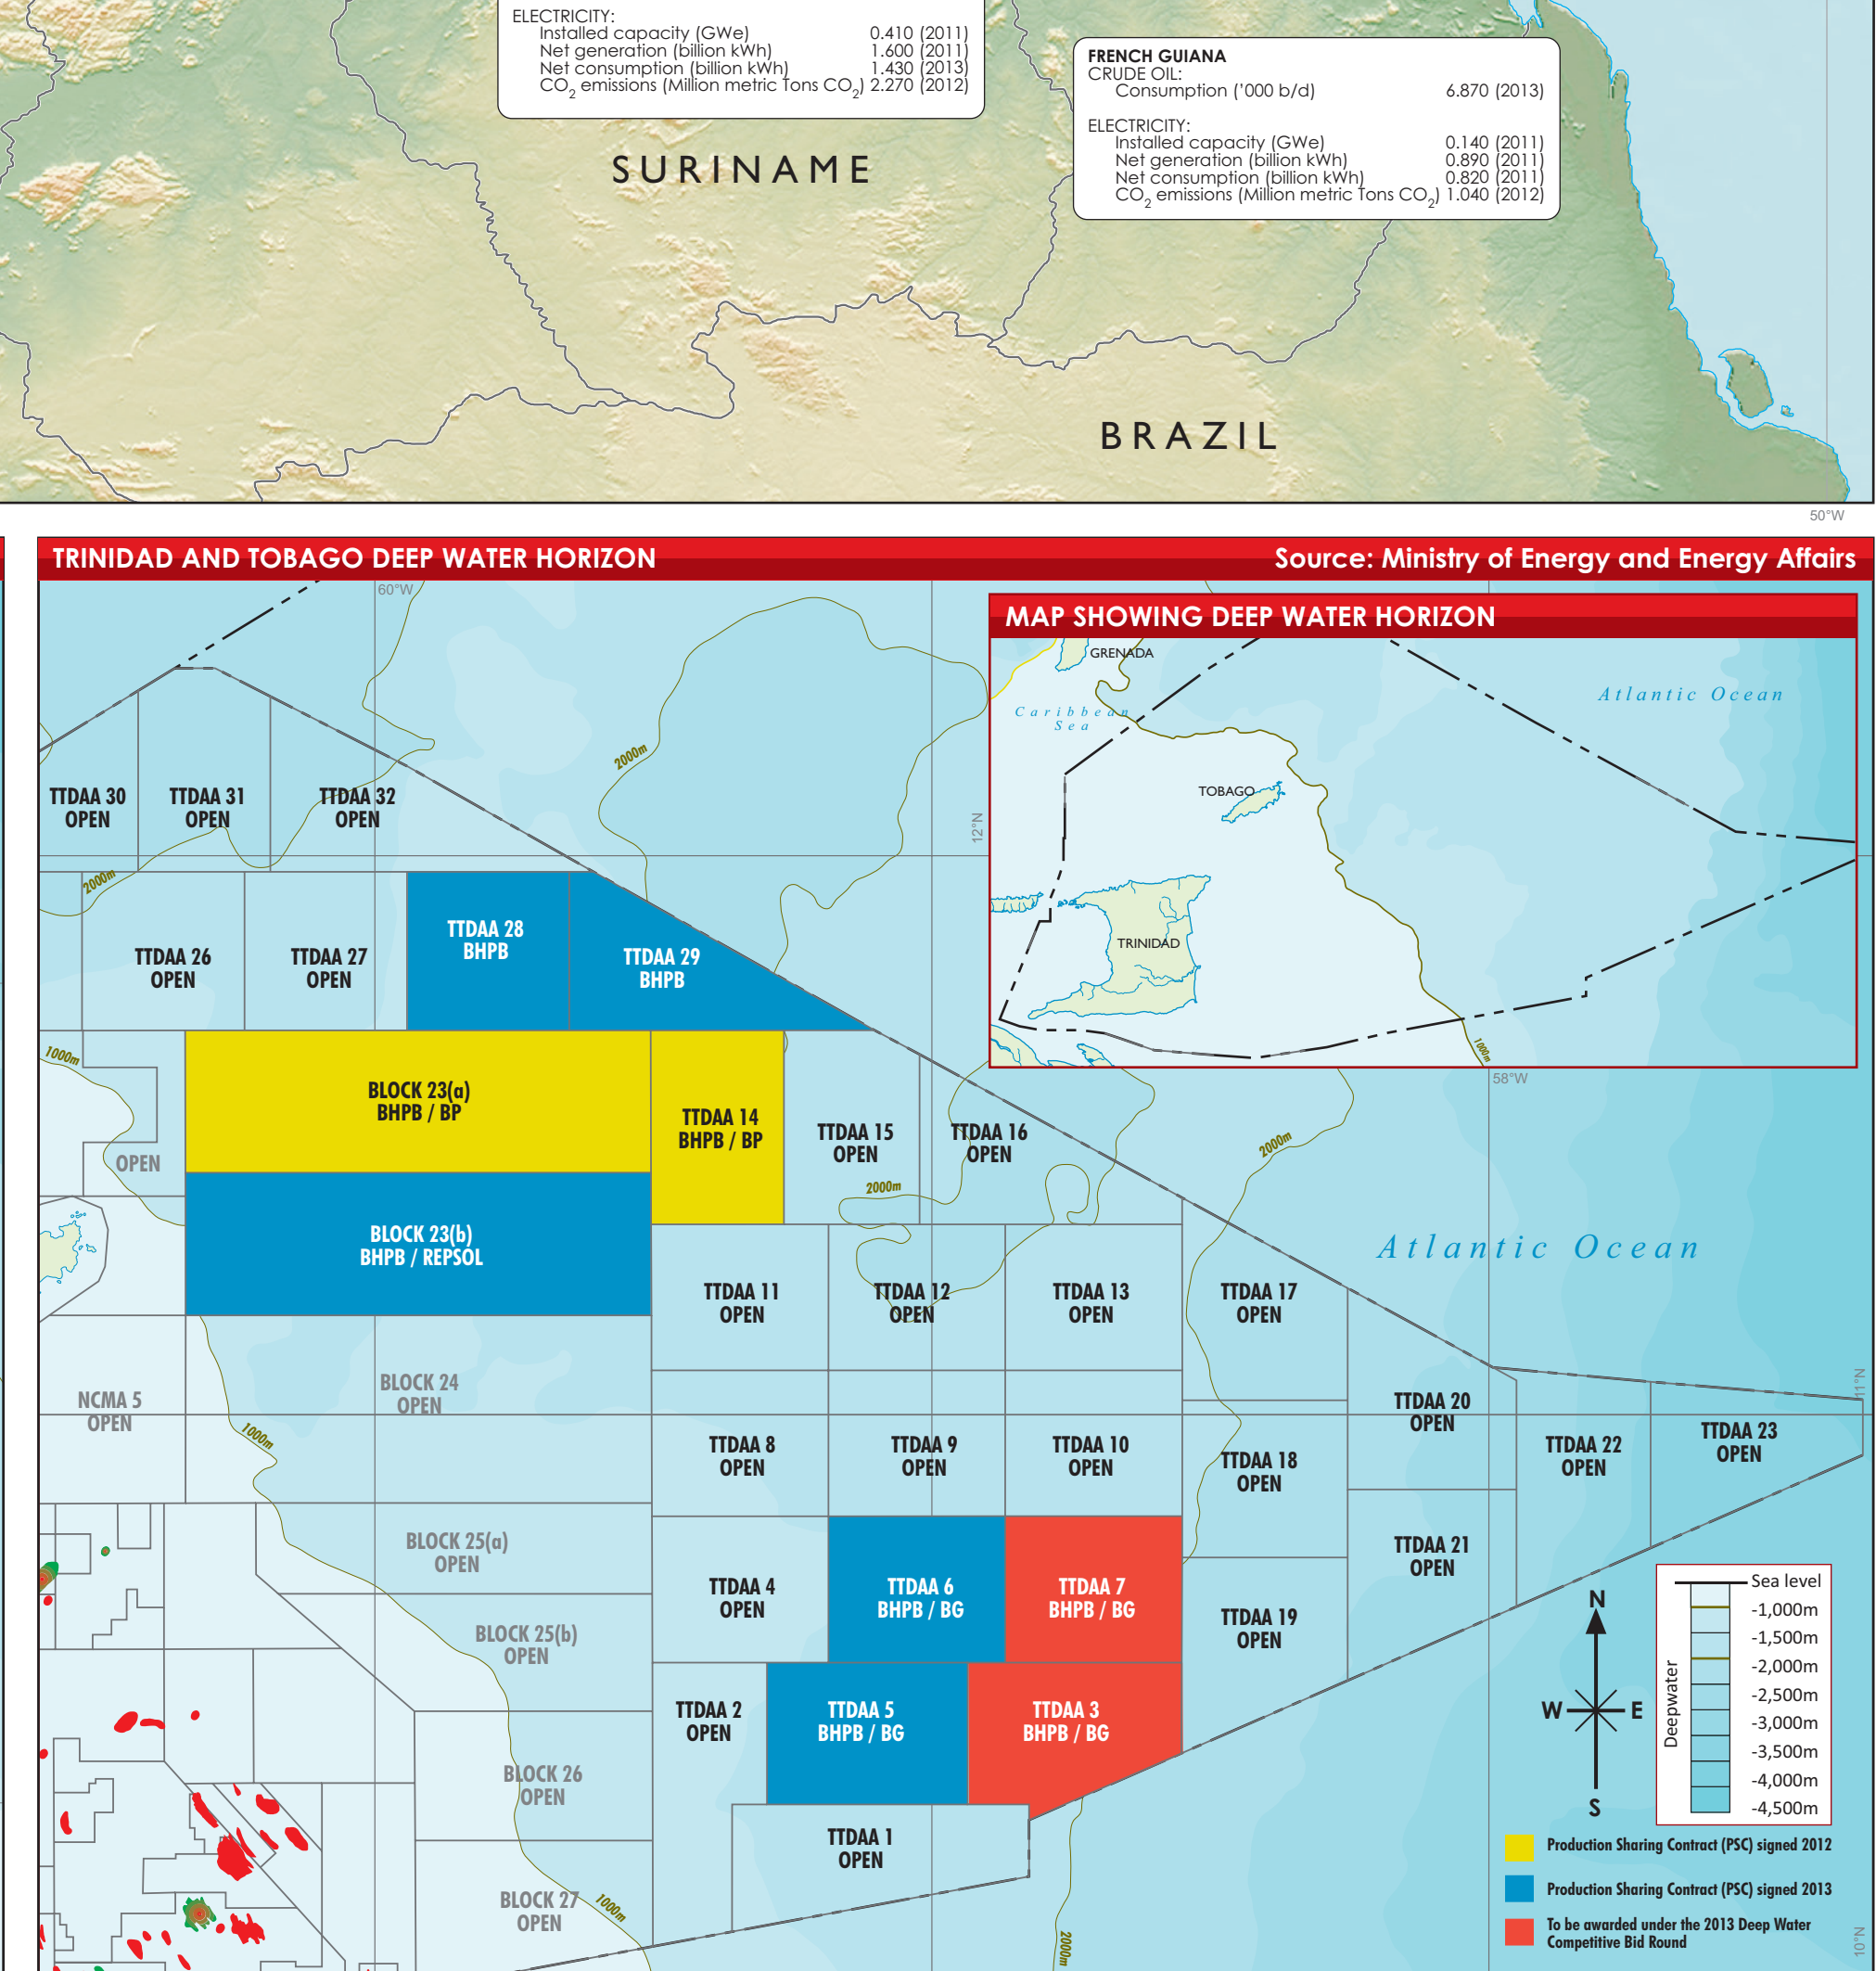 ELECTRICITY:
Installed capacity (GWe) 0.410 (2011)
Net generation (billion kWh) 1.600 (2011)
Net consumption (billion kWh) 1.430 (2013)
CO2 emissions (Million metric Tons CO2) 2.270 (2012)
FRENCH GUIANA
CRUDE OIL:
Consumption ('000 b/d) 6.870 (2013)
ELECTRICITY:
Installed capacity (GWe) 0.140 (2011)
Net generation (billion kWh) 0.890 (2011)
Net consumption (billion kWh) 0.820 (2011)
CO2 emissions (Million metric Tons CO2) 1.040 (2012)
SURINAME
BRAZIL
50°W
TRINIDAD AND TOBAGO DEEP WATER HORIZON Source: Ministry of Energy and Energy Affairs
60°W
MAP SHOWING DEEP WATER HORIZON
GRENADA
Caribbean
Sea
Atlantic Ocean
TOBAGO
TRINIDAD
1000m
12°N
58°W
2000m
TTDAA 30
OPEN
TTDAA 31
OPEN
TTDAA 32
OPEN
2000m
TTDAA 26
OPEN
TTDAA 27
OPEN
TTDAA 28
BHPB
TTDAA 29
BHPB
1000m
OPEN
BLOCK 23(a)
BHPB / BP
TTDAA 14
BHPB / BP
TTDAA 15
OPEN
TTDAA 16
OPEN
2000m
2000m
BLOCK 23(b)
BHPB / REPSOL
Atlantic Ocean
TTDAA 11
OPEN
TTDAA 12
OPEN
TTDAA 13
OPEN
TTDAA 17
OPEN
NCMA 5
OPEN
BLOCK 24
OPEN
1000m
11°N
TTDAA 8
OPEN
TTDAA 9
OPEN
TTDAA 10
OPEN
TTDAA 18
OPEN
TTDAA 20
OPEN
TTDAA 22
OPEN
TTDAA 23
OPEN
BLOCK 25(a)
OPEN
TTDAA 21
OPEN
TTDAA 4
OPEN
TTDAA 6
BHPB / BG
TTDAA 7
BHPB / BG
TTDAA 19
OPEN
BLOCK 25(b)
OPEN
TTDAA 2
OPEN
TTDAA 5
BHPB / BG
TTDAA 3
BHPB / BG
BLOCK 26
OPEN
TTDAA 1
OPEN
BLOCK 27
OPEN
1000m
2000m
N
W
E
S
Deepwater
Sea level
-1,000m
-1,500m
-2,000m
-2,500m
-3,000m
-3,500m
-4,000m
-4,500m
Production Sharing Contract (PSC) signed 2012
Production Sharing Contract (PSC) signed 2013
To be awarded under the 2013 Deep Water
Competitive Bid Round
10°N